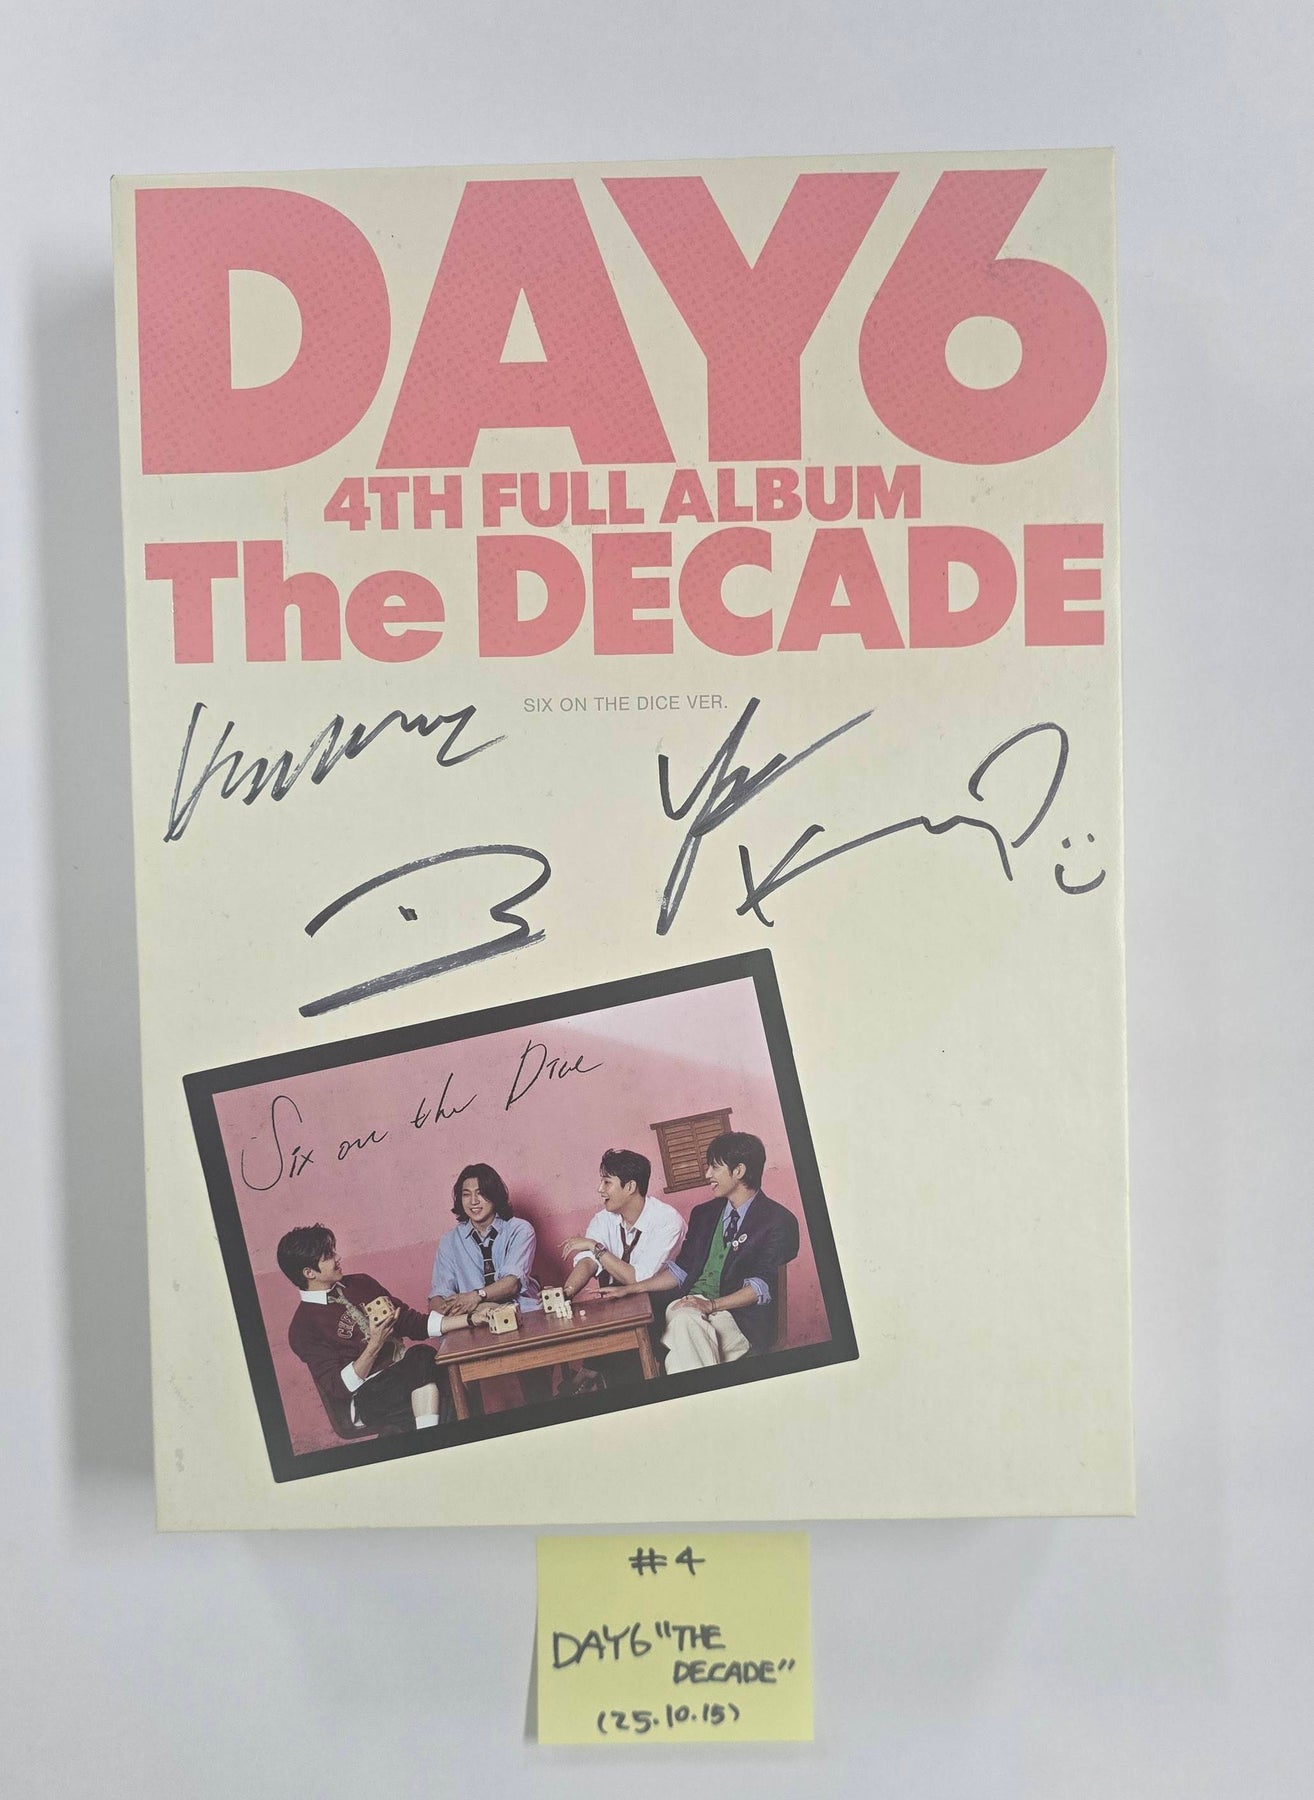 DAY6
4TH FULL ALBUM
The DECADE
SIX ON THE DICE VER.
Six on the Dice
#4
DAY6 "THE
DECADE"
(25.10.15)